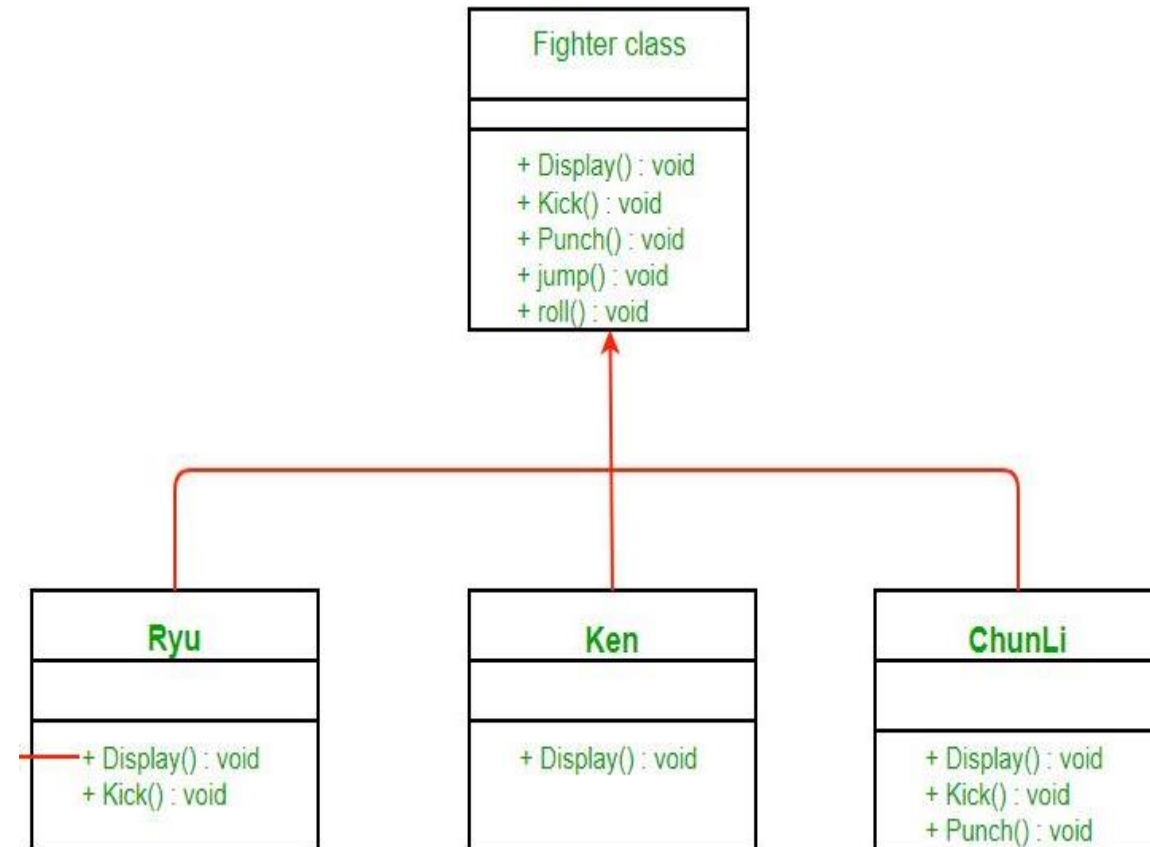 Fighter class
+ Display() : void
+ Kick() : void
+ Punch() : void
+ jump() : void
+ roll() : void
Ryu
+ Display() : void
+ Kick() : void
Ken
+ Display() : void
ChunLi
+ Display() : void
+ Kick() : void
+ Punch() : void